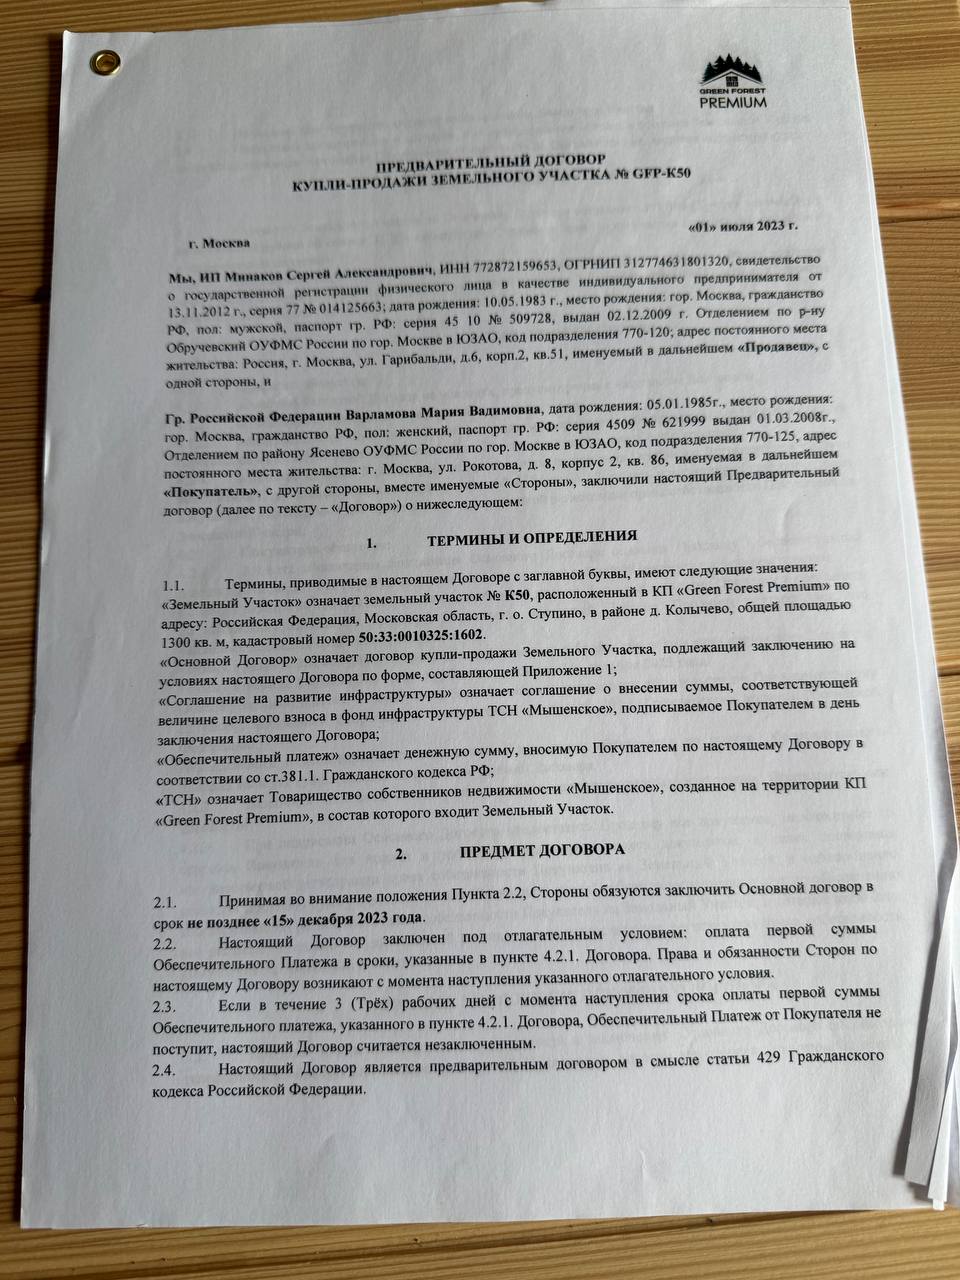 GREEN FOREST
PREMIUM
ПРЕДВАРИТЕЛЬНЫЙ ДОГОВОР
КУПЛИ-ПРОДАЖИ ЗЕМЕЛЬНОГО УЧАСТКА № GFP-K50
г. Москва
«01» июля 2023 г.
Мы, ИП Минаков Сергей Александрович, ИНН 772872159653, ОГРНИП 312774631801320, свидетельство
о государственной регистрации физического лица в качестве индивидуального предпринимателя от
13.11.2012 г., серия 77 № 014125663; дата рождения: 10.05.1983 г., место рождения: гор. Москва, гражданство
РФ, пол: мужской, паспорт гр. РФ: серия 45 10 № 509728, выдан 02.12.2009 г. Отделением по р-ну
Обручевский ОУФМС России по гор. Москве в ЮЗАО, код подразделения 770-120; адрес постоянного места
жительства: Россия, г. Москва, ул. Гарибальди, д.6, корп.2, кв.51, именуемый в дальнейшем «Продавец», с
одной стороны, и
Гр. Российской Федерации Варламова Мария Вадимовна, дата рождения: 05.01.1985г., место рождения:
гор. Москва, гражданство РФ, пол: женский, паспорт гр. РФ: серия 4509 № 621999 выдан 01.03.2008г.,
Отделением по району Ясенево ОУФМС России по гор. Москве в ЮЗАО, код подразделения 770-125, адрес
постоянного места жительства: г. Москва, ул. Рокотова, д. 8, корпус 2, кв. 86, именуемая в дальнейшем
«Покупатель», с другой стороны, вместе именуемые «Стороны», заключили настоящий Предварительный
договор (далее по тексту – «Договор») о нижеследующем:
1. ТЕРМИНЫ И ОПРЕДЕЛЕНИЯ
1.1. Термины, приводимые в настоящем Договоре с заглавной буквы, имеют следующие значения:
«Земельный Участок» означает земельный участок № К50, расположенный в КП «Green Forest Premium» по
адресу: Российская Федерация, Московская область, г. о. Ступино, в районе д. Колычево, общей площадью
1300 кв. м, кадастровый номер 50:33:0010325:1602.
«Основной Договор» означает договор купли-продажи Земельного Участка, подлежащий заключению на
условиях настоящего Договора по форме, составляющей Приложение 1;
«Соглашение на развитие инфраструктуры» означает соглашение о внесении суммы, соответствующей
величине целевого взноса в фонд инфраструктуры ТСН «Мышенское», подписываемое Покупателем в день
заключения настоящего Договора;
«Обеспечительный платеж» означает денежную сумму, вносимую Покупателем по настоящему Договору в
соответствии со ст.381.1. Гражданского кодекса РФ;
«ТСН» означает Товарищество собственников недвижимости «Мышенское», созданное на территории КП
«Green Forest Premium», в состав которого входит Земельный Участок.
2. ПРЕДМЕТ ДОГОВОРА
2.1. Принимая во внимание положения Пункта 2.2, Стороны обязуются заключить Основной договор в
срок не позднее «15» декабря 2023 года.
2.2. Настоящий Договор заключен под отлагательным условием: оплата первой суммы
Обеспечительного Платежа в сроки, указанные в пункте 4.2.1. Договора. Права и обязанности Сторон по
настоящему Договору возникают с момента наступления указанного отлагательного условия.
2.3. Если в течение 3 (Трёх) рабочих дней с момента наступления срока оплаты первой суммы
Обеспечительного платежа, указанного в пункте 4.2.1. Договора, Обеспечительный Платеж от Покупателя не
поступит, настоящий Договор считается незаключенным.
2.4. Настоящий Договор является предварительным договором в смысле статьи 429 Гражданского
кодекса Российской Федерации.